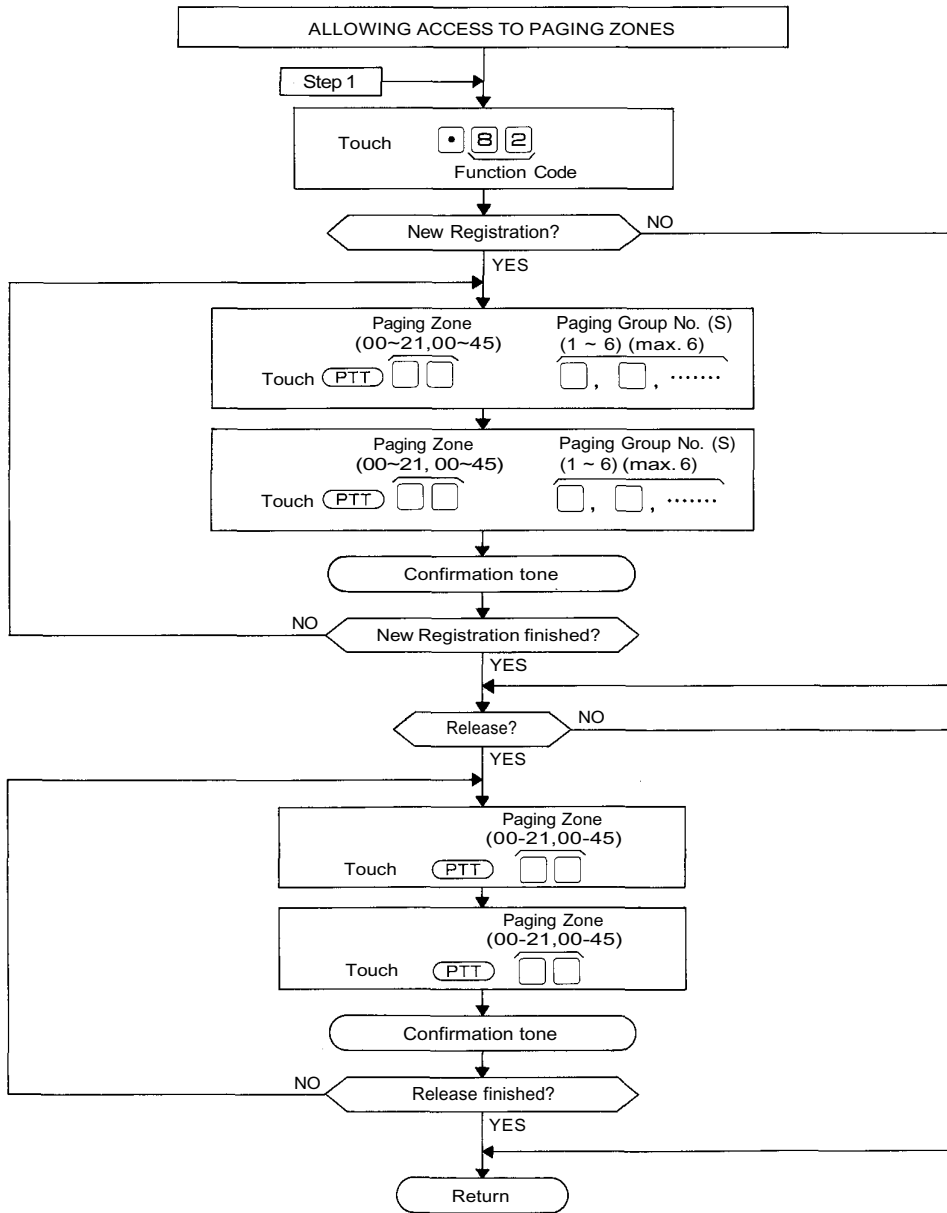 ALLOWING ACCESS TO PAGING ZONES
Step 1
Touch • 8 2
Function Code
New Registration?
NO
YES
Paging Zone Paging Group No. (S)
(00~21,00~45) (1 ~ 6) (max. 6)
Touch PTT , , ·······
Paging Zone Paging Group No. (S)
(00~21, 00~45) (1 ~ 6) (max. 6)
Touch PTT , , ·······
Confirmation tone
NO
New Registration finished?
YES
Release?
NO
YES
Paging Zone
(00-21,00-45)
Touch PTT
Paging Zone
(00-21,00-45)
Touch PTT
Confirmation tone
NO
Release finished?
YES
Return